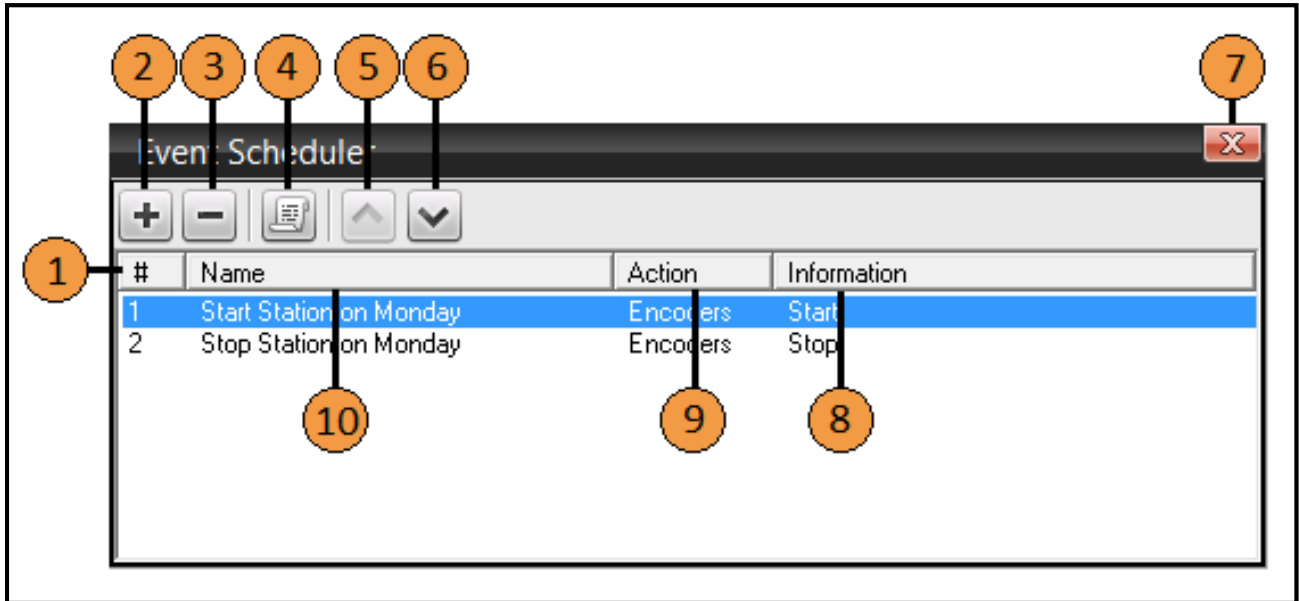 2 3 4 5 6 7
Event Scheduler
1 # Name Action Information
1 Start Station on Monday Encoders Start
2 Stop Station on Monday Encoders Stop
10 9 8